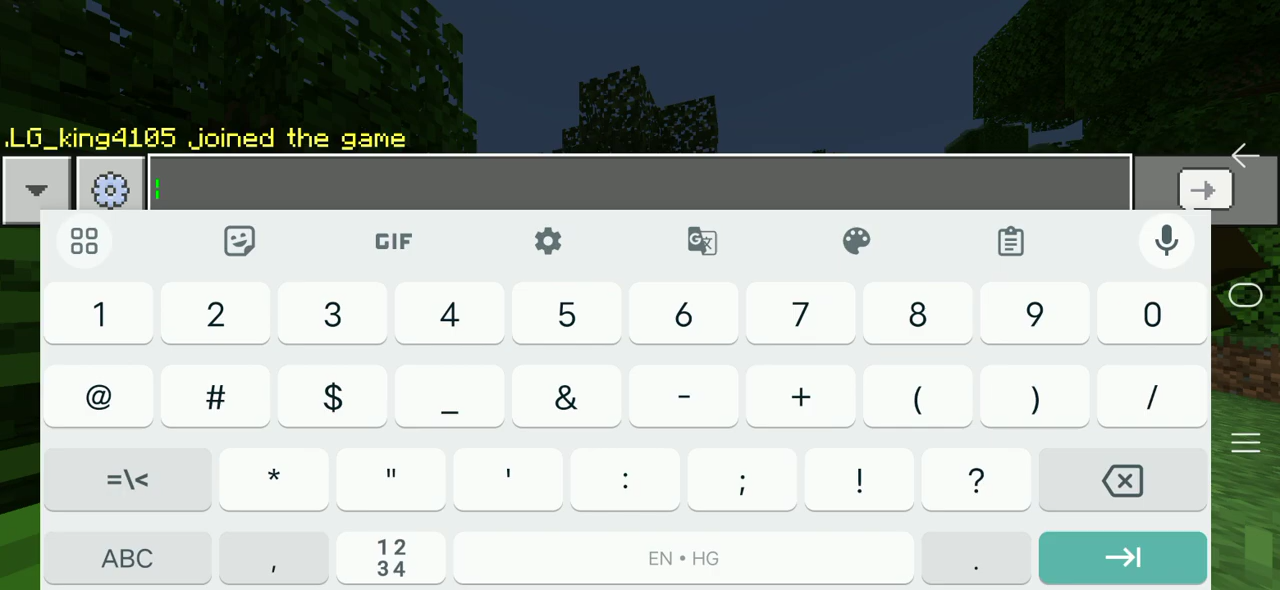 .LG_king4105 joined the game
GIF
1 2 3 4 5 6 7 8 9 0
@ # $ _ & - + ( ) /
=\< * " ' : ; ! ?
ABC , 12 34 EN • HG .